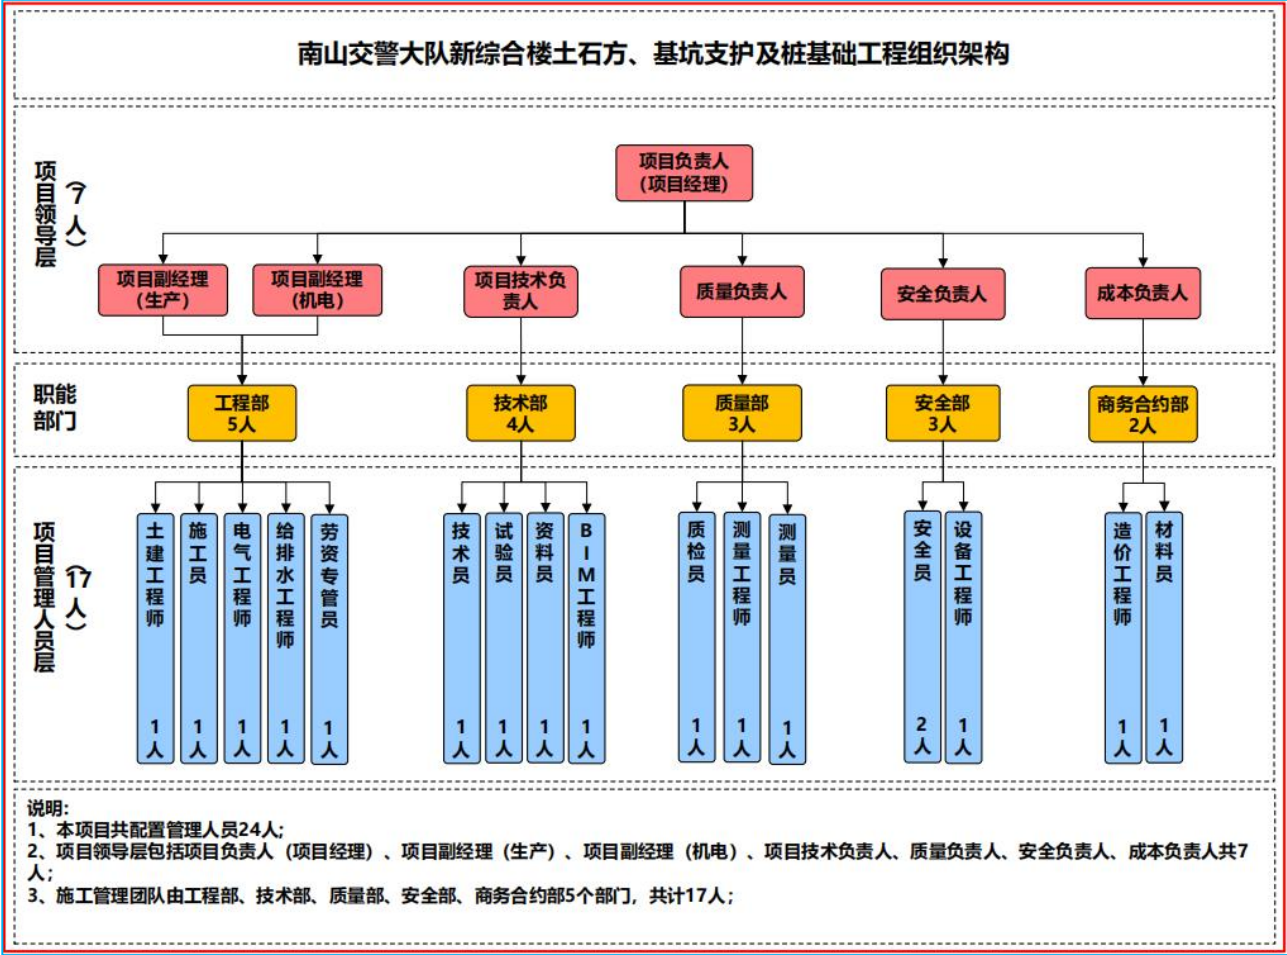 南山交警大队新综合楼土石方、基坑支护及桩基础工程组织架构
项目领导层
（7人）
项目负责人
（项目经理）
项目副经理
（生产）
项目副经理
（机电）
项目技术负
责人
质量负责人
安全负责人
成本负责人
职能
部门
工程部
5人
技术部
4人
质量部
3人
安全部
3人
商务合约部
2人
项目管理人员层
（17人）
土建工程师
1人
施工员
1人
电气工程师
1人
给排水工程师
1人
劳资专管员
1人
技术员
1人
试验员
1人
资料员
1人
BIM工程师
1人
质检员
1人
测量工程师
1人
测量员
1人
安全员
2人
设备工程师
1人
造价工程师
1人
材料员
1人
说明:
1、本项目共配置管理人员24人;
2、项目领导层包括项目负责人（项目经理）、项目副经理（生产）、项目副经理（机电）、项目技术负责人、质量负责人、安全负责人、成本负责人共7
人;
3、施工管理团队由工程部、技术部、质量部、安全部、商务合约部5个部门，共计17人;